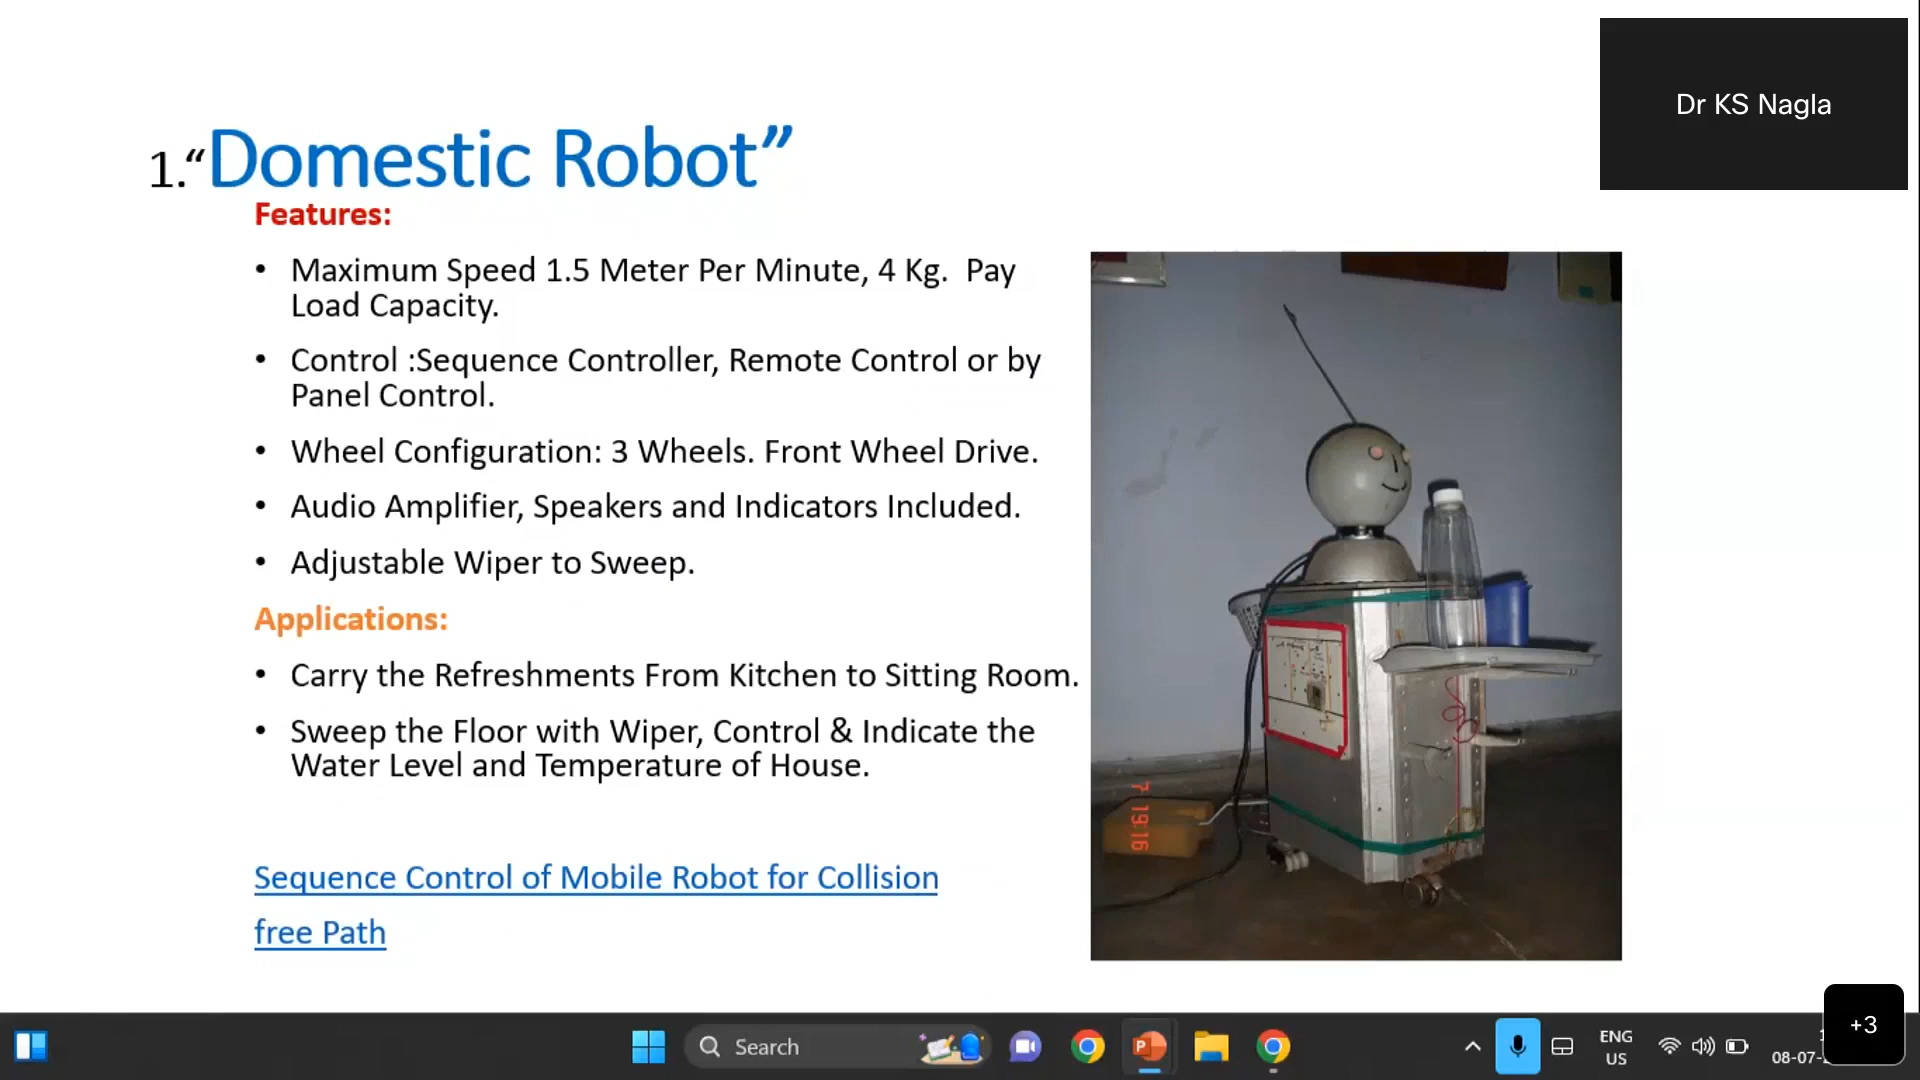 Dr KS Nagla
1.“Domestic Robot”
Features:
• Maximum Speed 1.5 Meter Per Minute, 4 Kg. Pay
Load Capacity.
• Control :Sequence Controller, Remote Control or by
Panel Control.
• Wheel Configuration: 3 Wheels. Front Wheel Drive.
• Audio Amplifier, Speakers and Indicators Included.
• Adjustable Wiper to Sweep.
Applications:
• Carry the Refreshments From Kitchen to Sitting Room.
• Sweep the Floor with Wiper, Control & Indicate the
Water Level and Temperature of House.
Sequence Control of Mobile Robot for Collision
free Path
7 19:16
Search
ENG
US
08-07-
+3